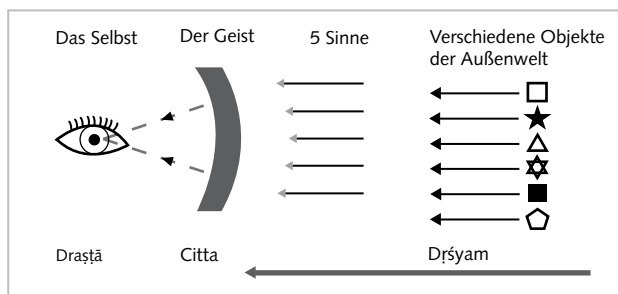 Das Selbst
Der Geist
5 Sinne
Verschiedene Objekte
der Außenwelt
Draṣṭā
Citta
Dṛśyam